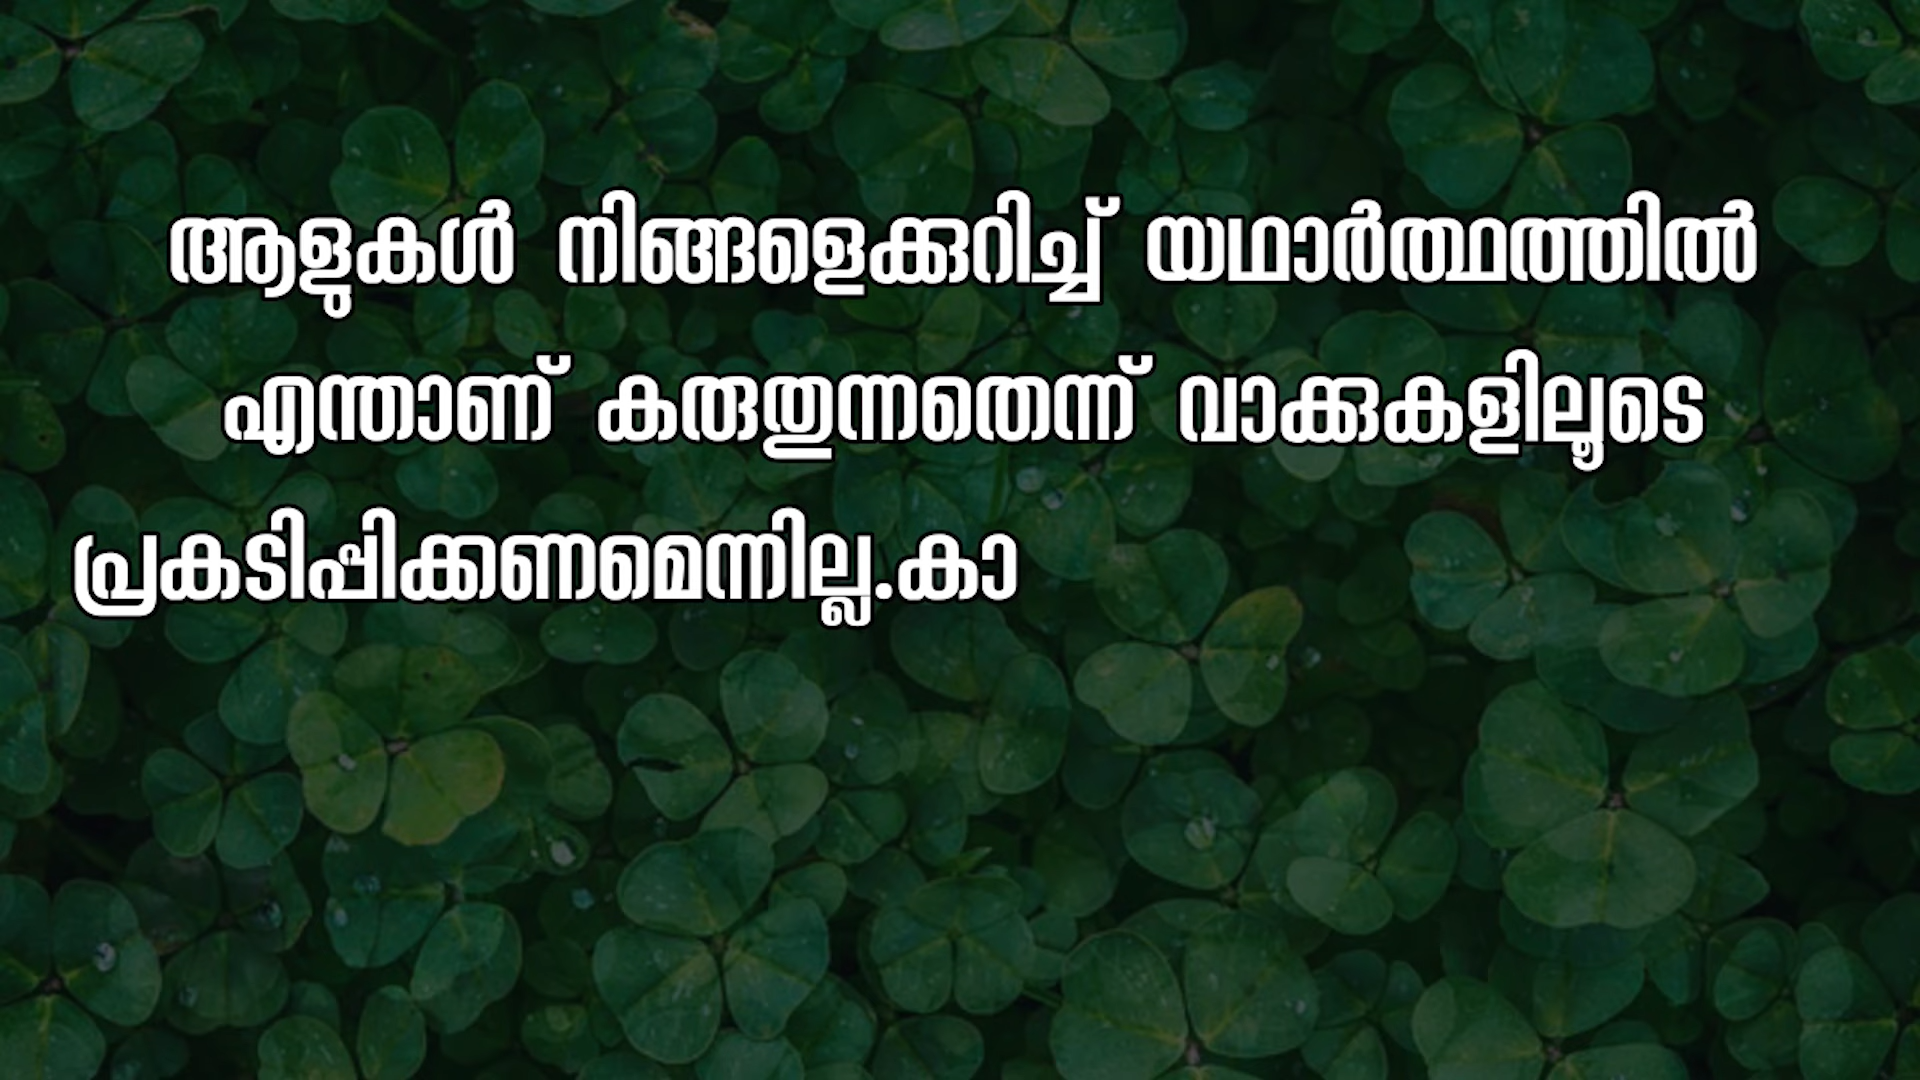 ആളുകൾ നിങ്ങളെക്കുറിച്ച് യഥാർത്ഥത്തിൽ
എന്താണ് കരുതുന്നതെന്ന് വാക്കുകളിലൂടെ
പ്രകടിപ്പിക്കണമെന്നില്ല.കാ